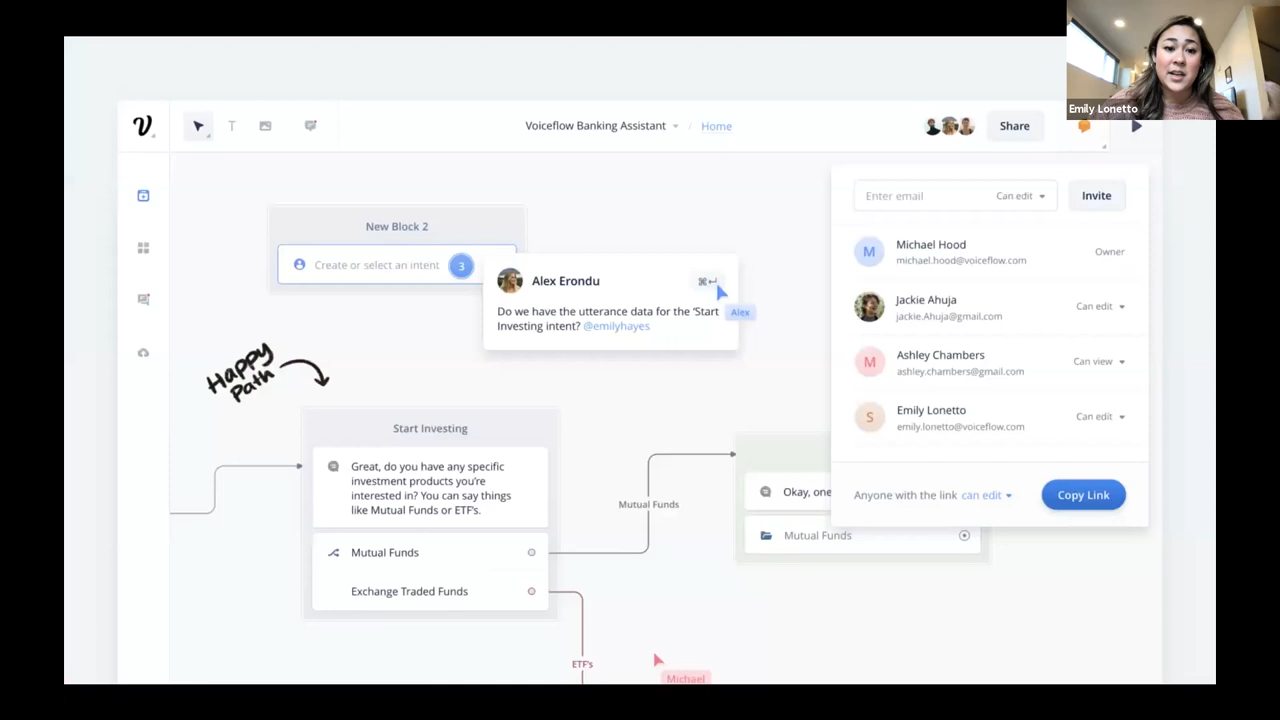 Emily Lonetto
T
Voiceflow Banking Assistant / Home
Share
Enter email
Can edit
Invite
New Block 2
Create or select an intent
3
Alex Erondu
Do we have the utterance data for the ‘Start
Investing intent? @emilyhayes
Alex
M
Michael Hood
michael.hood@voiceflow.com
Owner
Jackie Ahuja
jackie.Ahuja@gmail.com
Can edit
M
Ashley Chambers
ashley.chambers@gmail.com
Can view
S
Emily Lonetto
emily.lonetto@voiceflow.com
Can edit
Anyone with the link can edit
Copy Link
Happy
Path
Start Investing
Great, do you have any specific
investment products you’re
interested in? You can say things
like Mutual Funds or ETF’s.
Mutual Funds
Exchange Traded Funds
Mutual Funds
Okay, one
Mutual Funds
ETF’s
Michael